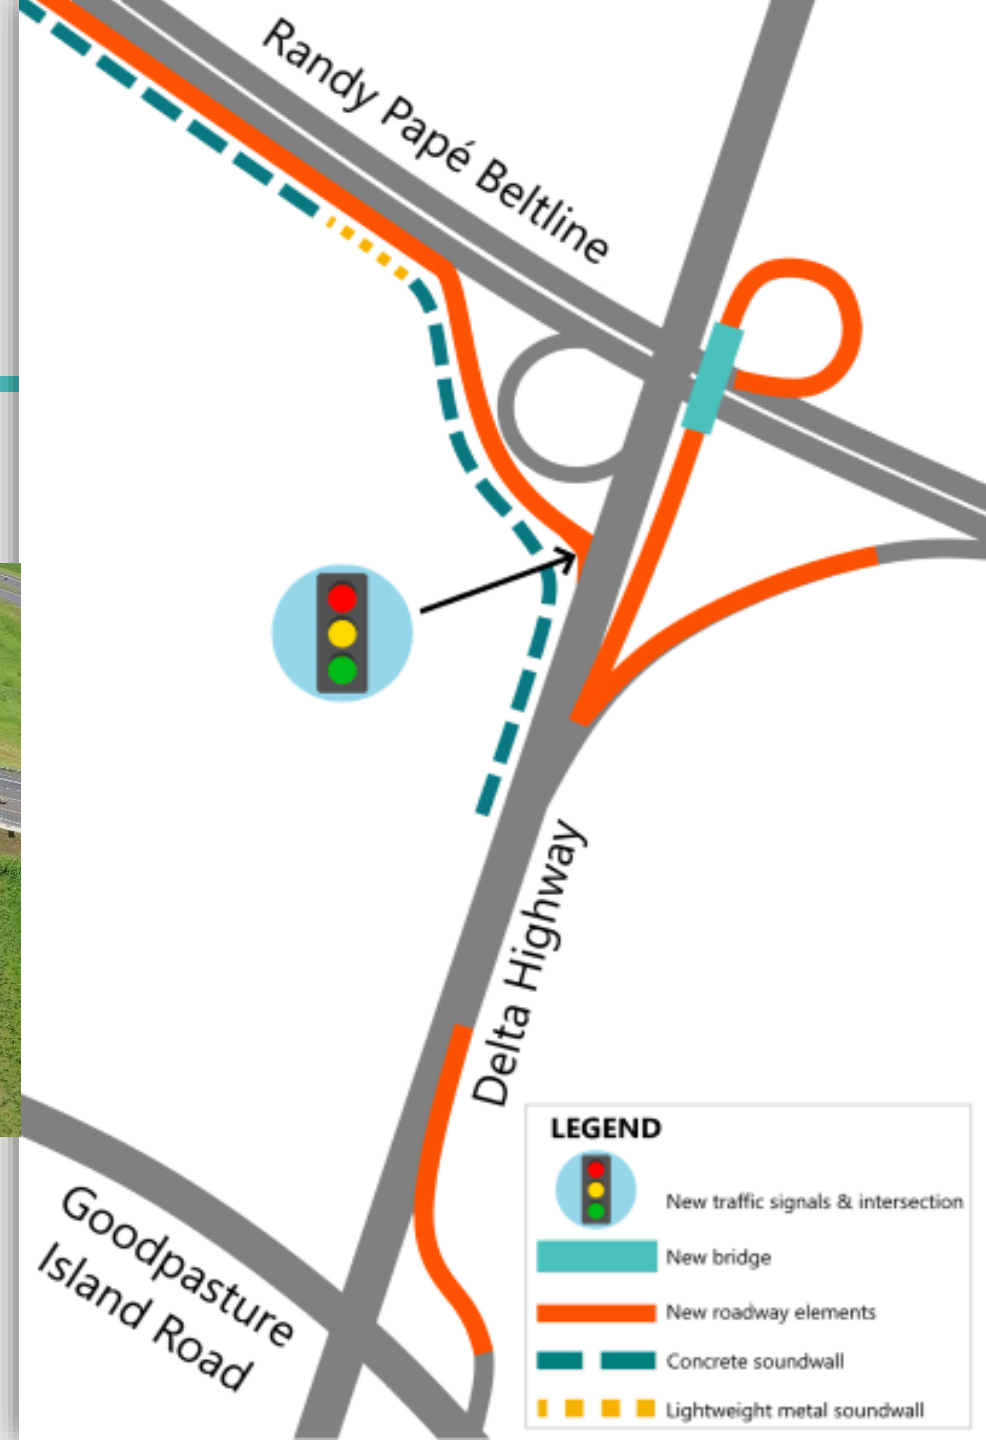 Randy Papé Beltline
Delta Highway
Goodpasture
Island Road
LEGEND
New traffic signals & intersection
New bridge
New roadway elements
Concrete soundwall
Lightweight metal soundwall